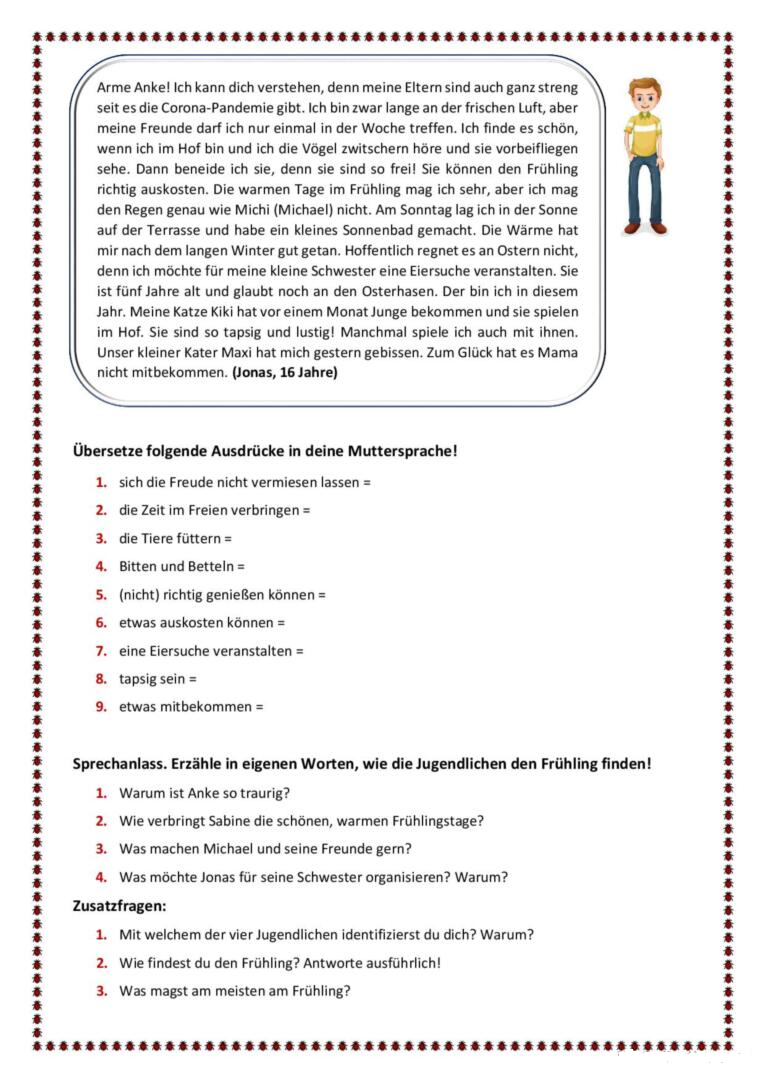 Arme Anke! Ich kann dich verstehen, denn meine Eltern sind auch ganz streng
seit es die Corona-Pandemie gibt. Ich bin zwar lange an der frischen Luft, aber
meine Freunde darf ich nur einmal in der Woche treffen. Ich finde es schön,
wenn ich im Hof bin und ich die Vögel zwitschern höre und sie vorbeifliegen
sehe. Dann beneide ich sie, denn sie sind so frei! Sie können den Frühling
richtig auskosten. Die warmen Tage im Frühling mag ich sehr, aber ich mag
den Regen genau wie Michi (Michael) nicht. Am Sonntag lag ich in der Sonne
auf der Terrasse und habe ein kleines Sonnenbad gemacht. Die Wärme hat
mir nach dem langen Winter gut getan. Hoffentlich regnet es an Ostern nicht,
denn ich möchte für meine kleine Schwester eine Eiersuche veranstalten. Sie
ist fünf Jahre alt und glaubt noch an den Osterhasen. Der bin ich in diesem
Jahr. Meine Katze Kiki hat vor einem Monat Junge bekommen und sie spielen
im Hof. Sie sind so tapsig und lustig! Manchmal spiele ich auch mit ihnen.
Unser kleiner Kater Maxi hat mich gestern gebissen. Zum Glück hat es Mama
nicht mitbekommen. (Jonas, 16 Jahre)
Übersetze folgende Ausdrücke in deine Muttersprache!
1. sich die Freude nicht vermiesen lassen =
2. die Zeit im Freien verbringen =
3. die Tiere füttern =
4. Bitten und Betteln =
5. (nicht) richtig genießen können =
6. etwas auskosten können =
7. eine Eiersuche veranstalten =
8. tapsig sein =
9. etwas mitbekommen =
Sprechanlass. Erzähle in eigenen Worten, wie die Jugendlichen den Frühling finden!
1. Warum ist Anke so traurig?
2. Wie verbringt Sabine die schönen, warmen Frühlingstage?
3. Was machen Michael und seine Freunde gern?
4. Was möchte Jonas für seine Schwester organisieren? Warum?
Zusatzfragen:
1. Mit welchem der vier Jugendlichen identifizierst du dich? Warum?
2. Wie findest du den Frühling? Antworte ausführlich!
3. Was magst am meisten am Frühling?